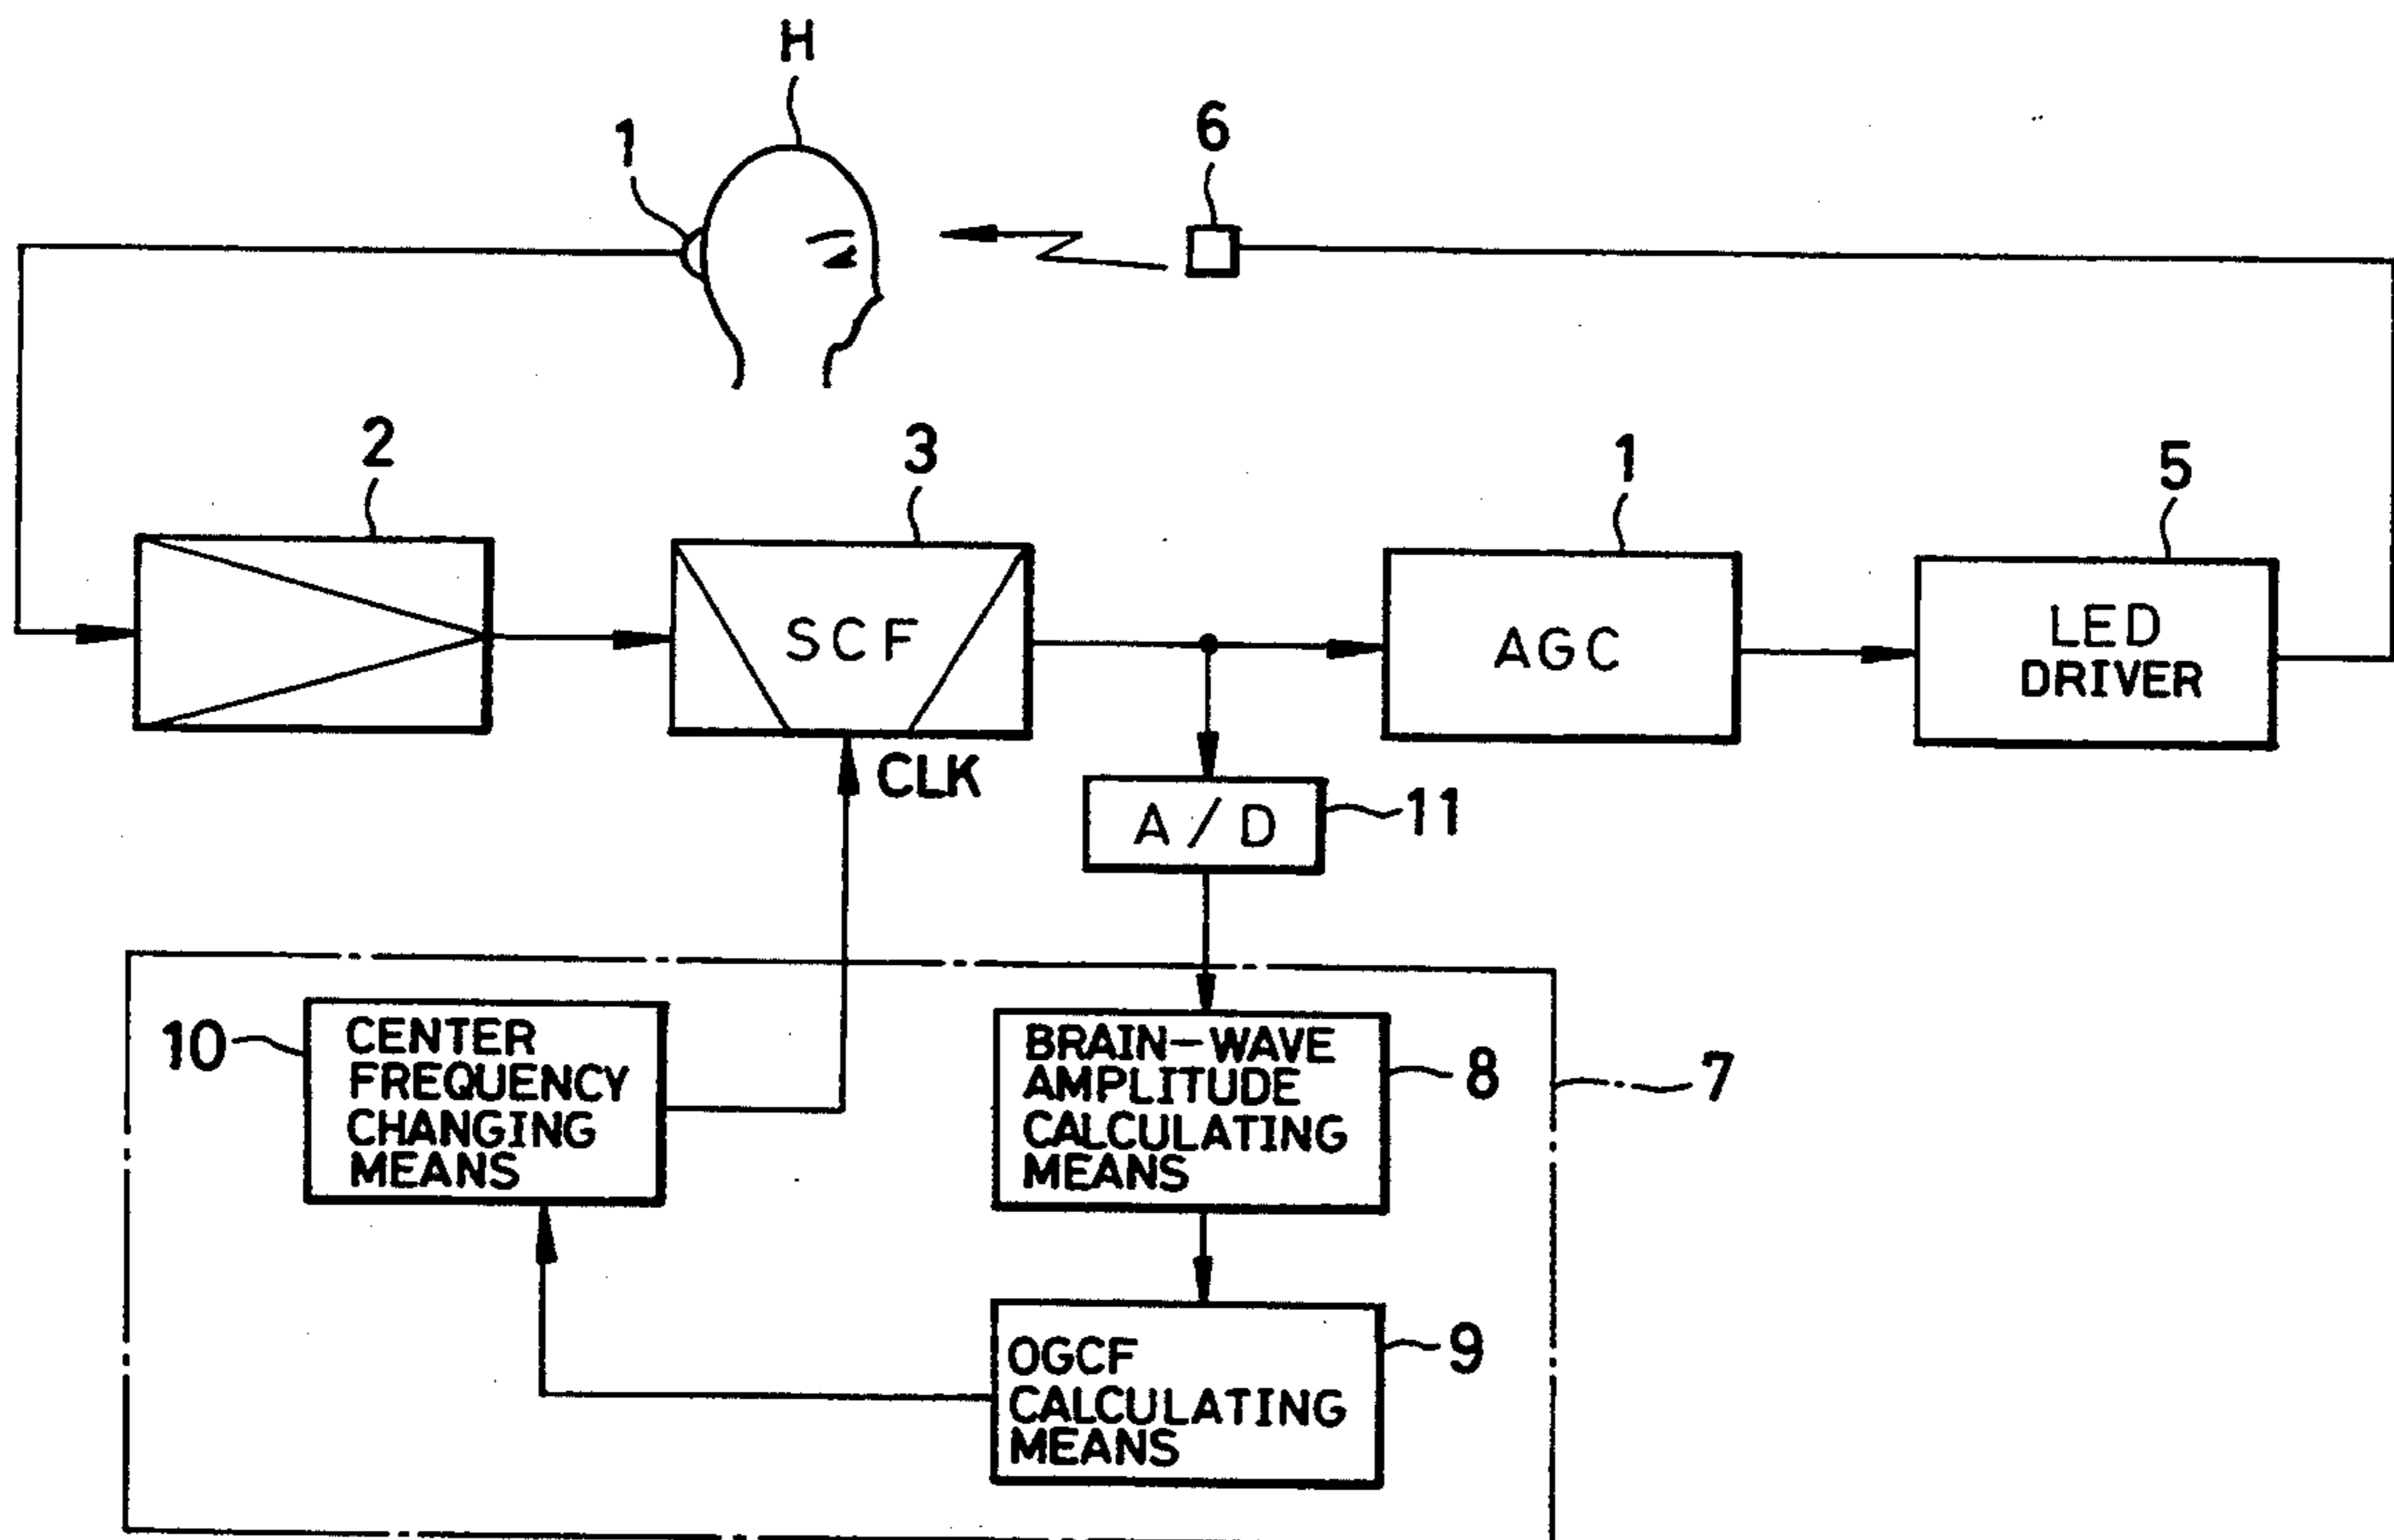 H
1
6
2
3
1
5
SCF
AGC
LED
DRIVER
CLK
A/D
11
10
CENTER
FREQUENCY
CHANGING
MEANS
BRAIN-WAVE
AMPLITUDE
CALCULATING
MEANS
8
7
OGCF
CALCULATING
MEANS
9